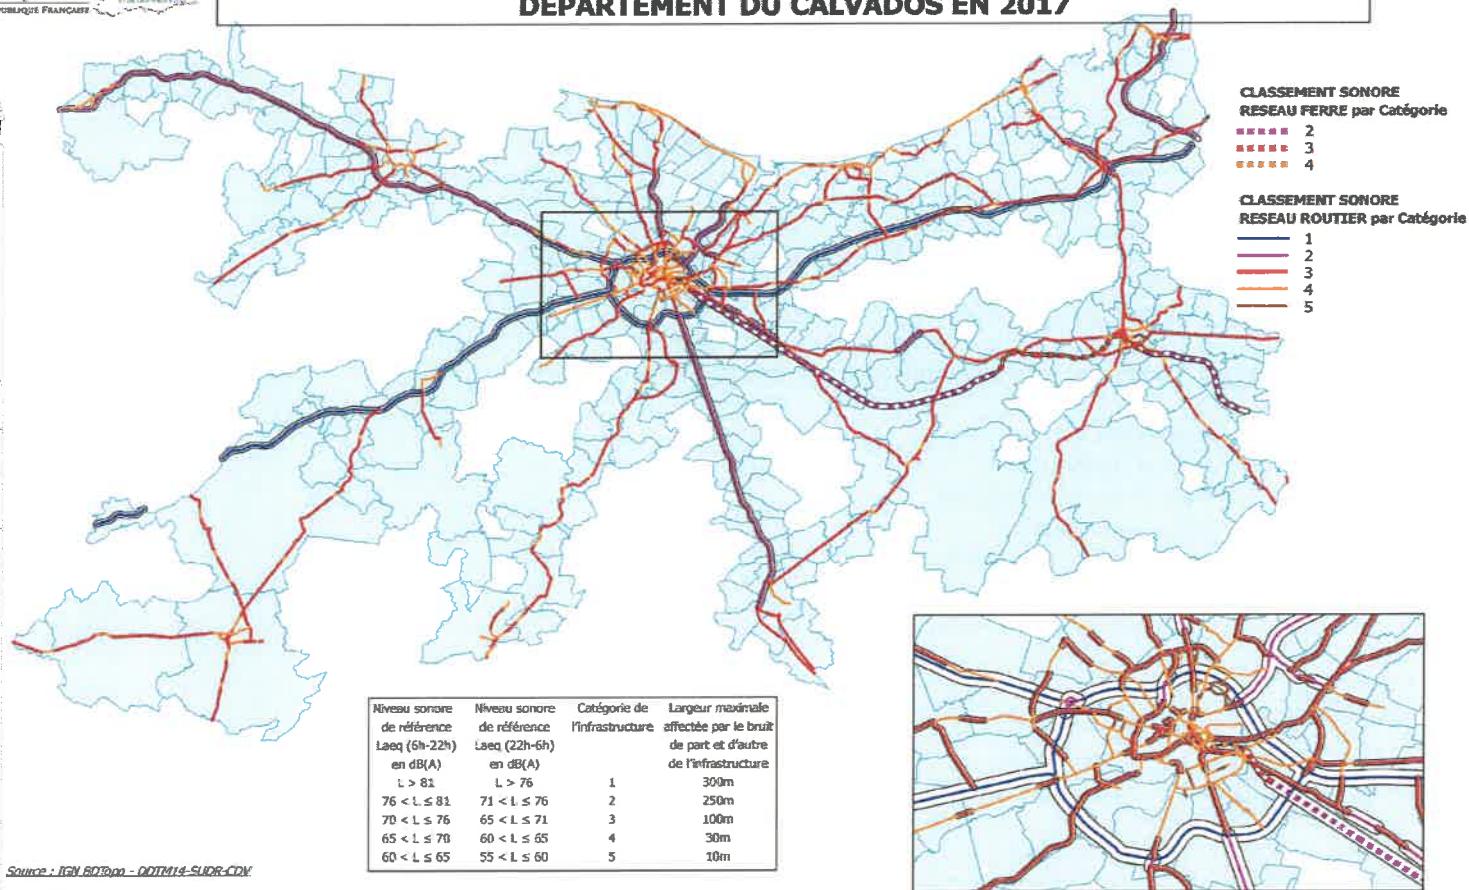 RÉPUBLIQUE FRANÇAISE
DEPARTEMENT DU CALVADOS EN 2017
CLASSEMENT SONORE
RESEAU FERRE par Catégorie
2
3
4
CLASSEMENT SONORE
RESEAU ROUTIER par Catégorie
1
2
3
4
5
Niveau sonore de référence Laeq (6h-22h) en dB(A)
Niveau sonore de référence Laeq (22h-6h) en dB(A)
Catégorie de l'infrastructure
Largeur maximale affectée par le bruit de part et d'autre de l'infrastructure
L > 81 L > 76 1 300m
76 < L ≤ 81 71 < L ≤ 76 2 250m
70 < L ≤ 76 65 < L ≤ 71 3 100m
65 < L ≤ 70 60 < L ≤ 65 4 30m
60 < L ≤ 65 55 < L ≤ 60 5 10m
Source : IGN BDTopo - DDTM14-SUDR-CDV